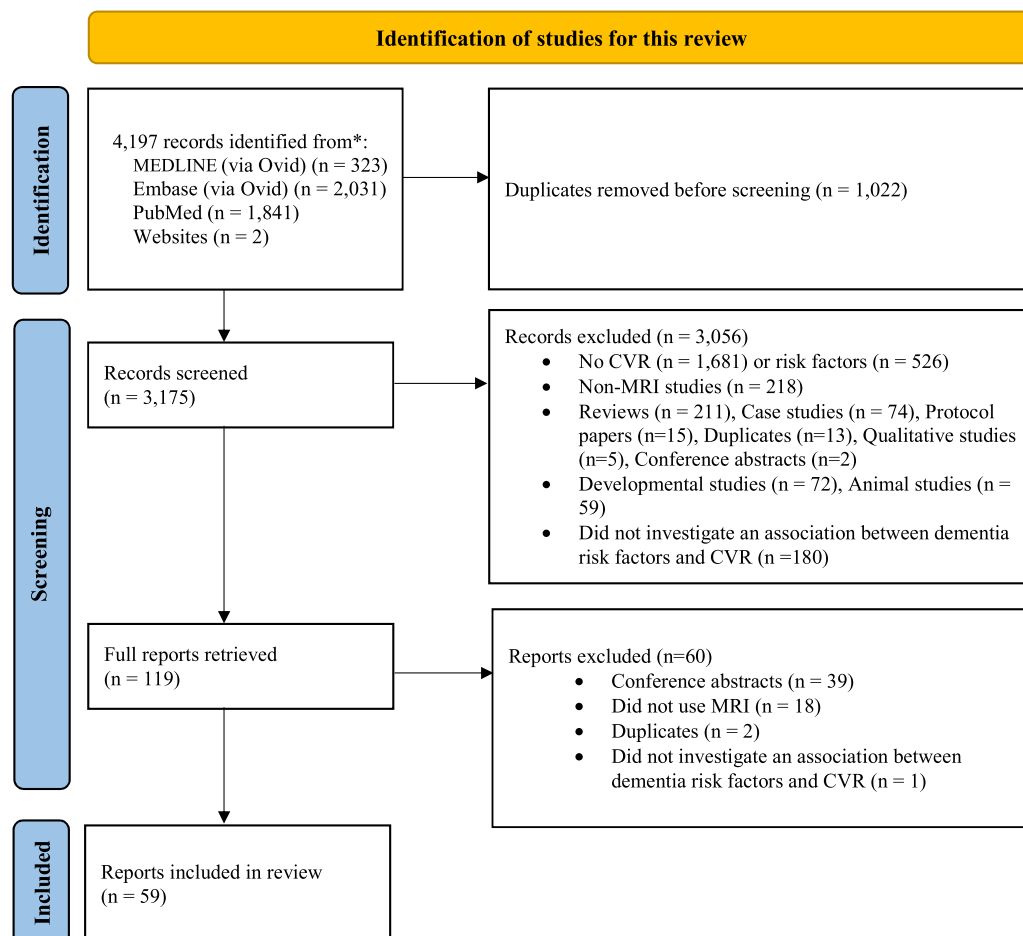 Identification of studies for this review
Identification
4,197 records identified from*:
MEDLINE (via Ovid) (n = 323)
Embase (via Ovid) (n = 2,031)
PubMed (n = 1,841)
Websites (n = 2)
Duplicates removed before screening (n = 1,022)
Screening
Records screened
(n = 3,175)
Records excluded (n = 3,056)
• No CVR (n = 1,681) or risk factors (n = 526)
• Non-MRI studies (n = 218)
• Reviews (n = 211), Case studies (n = 74), Protocol
papers (n=15), Duplicates (n=13), Qualitative studies
(n=5), Conference abstracts (n=2)
• Developmental studies (n = 72), Animal studies (n =
59)
• Did not investigate an association between dementia
risk factors and CVR (n =180)
Full reports retrieved
(n = 119)
Reports excluded (n=60)
• Conference abstracts (n = 39)
• Did not use MRI (n = 18)
• Duplicates (n = 2)
• Did not investigate an association between
dementia risk factors and CVR (n = 1)
Included
Reports included in review
(n = 59)